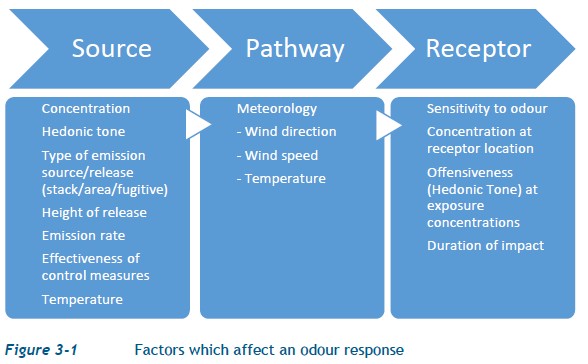 Source
Pathway
Receptor
Concentration
Hedonic tone
Type of emission
source/release
(stack/area/fugitive)
Height of release
Emission rate
Effectiveness of
control measures
Temperature
Meteorology
- Wind direction
- Wind speed
- Temperature
Sensitivity to odour
Concentration at
receptor location
Offensiveness
(Hedonic Tone) at
exposure
concentrations
Duration of impact
Figure 3-1 Factors which affect an odour response